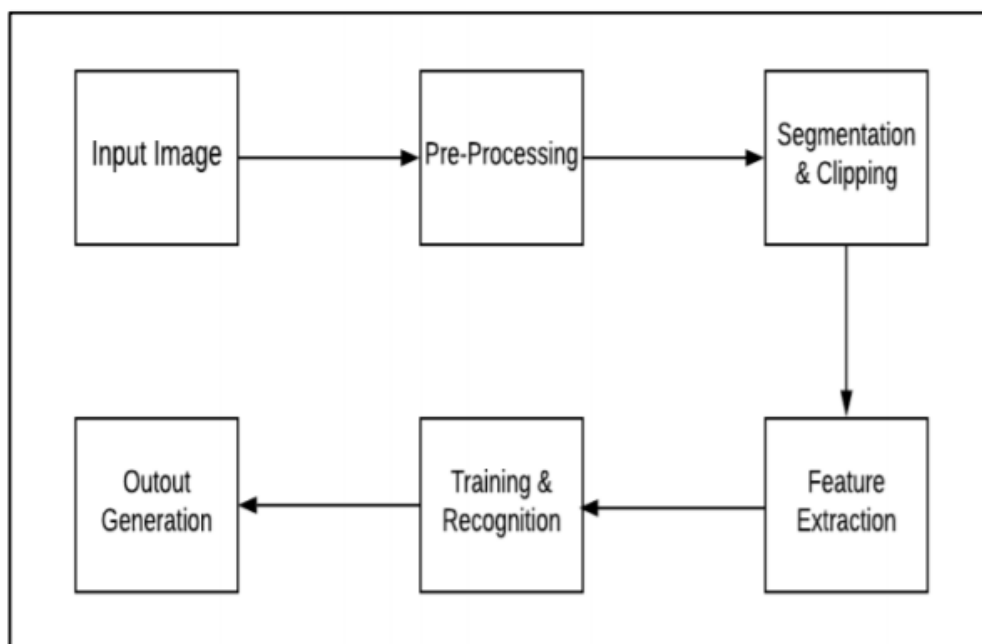 Input Image
Pre-Processing
Segmentation
& Clipping
Feature
Extraction
Training &
Recognition
Outout
Generation